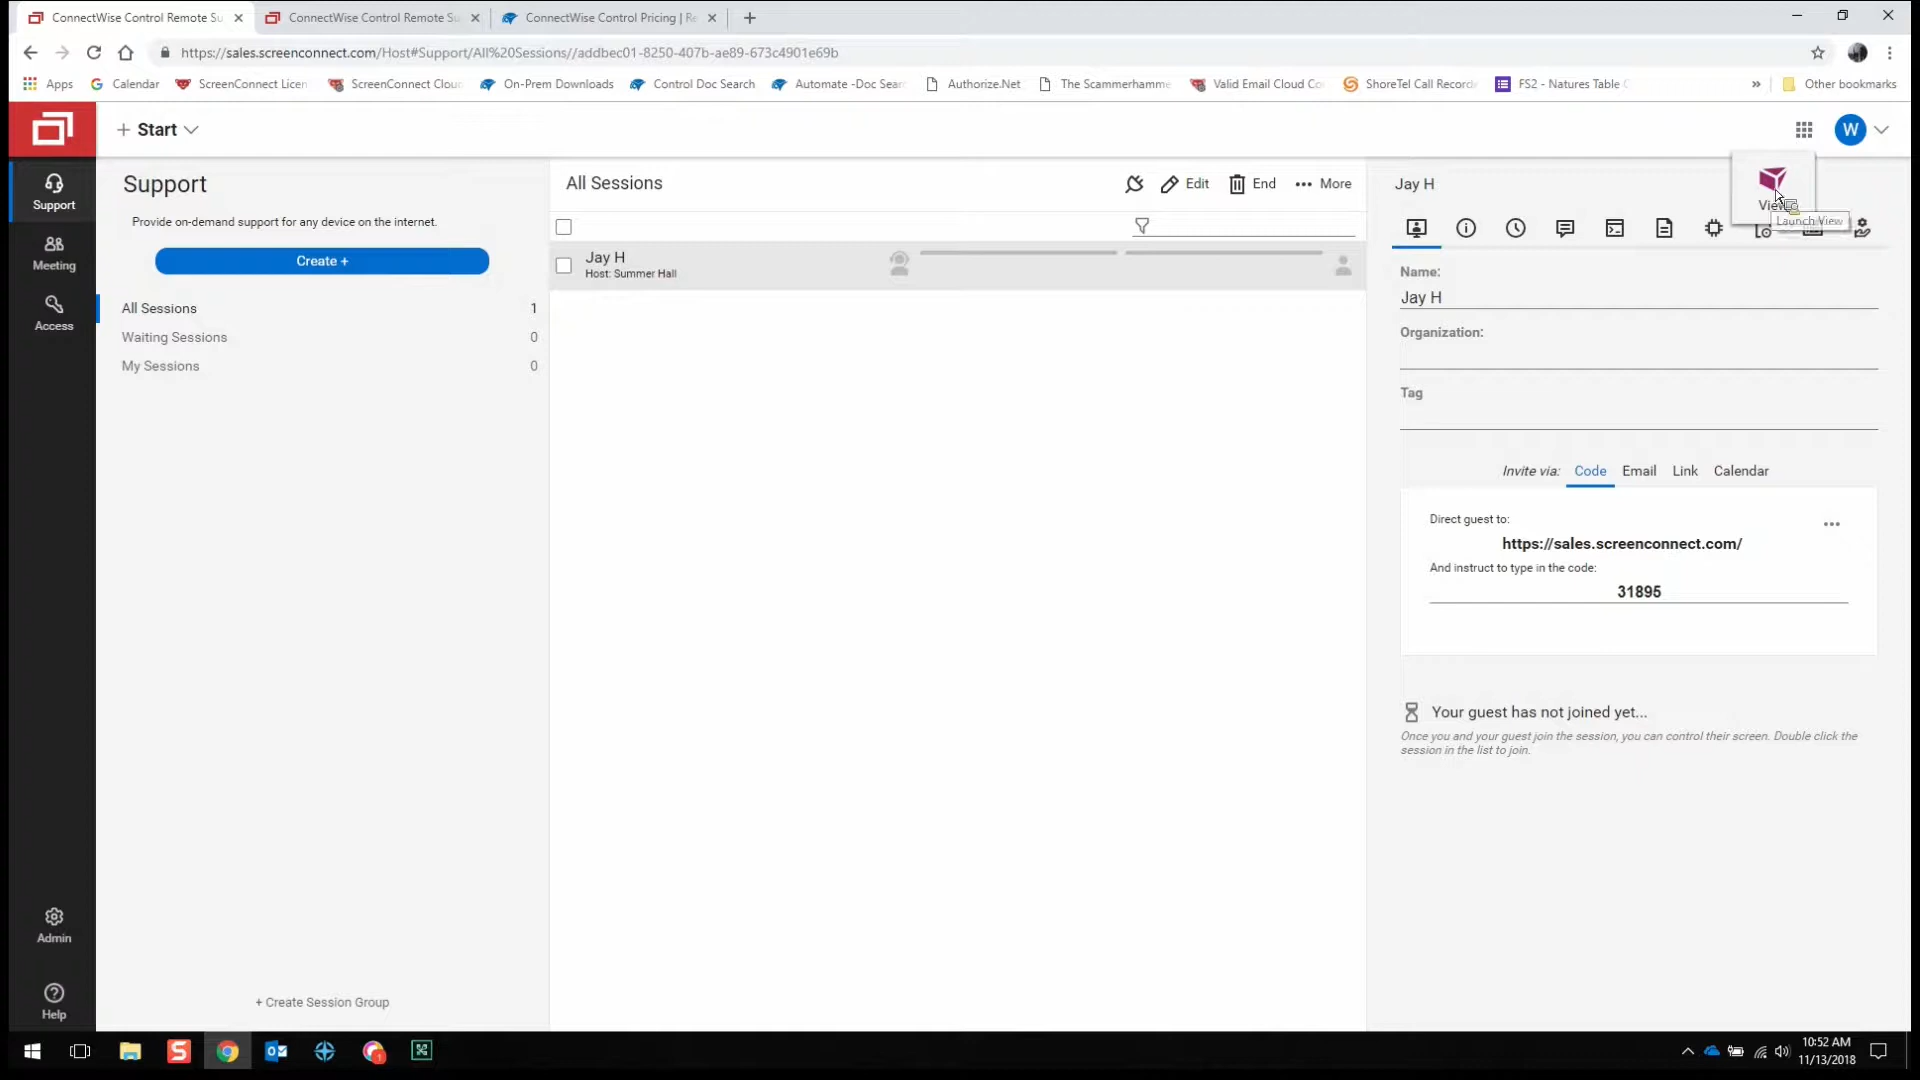 ConnectWise Control Remote Su
ConnectWise Control Remote Su
ConnectWise Control Pricing | Re
https://sales.screenconnect.com/Host#Support/All%20Sessions//addbec01-8250-407b-ae89-673c4901e69b
Apps
Calendar
ScreenConnect Licen
ScreenConnect Clou
On-Prem Downloads
Control Doc Search
Automate -Doc Sear
Authorize.Net
The Scammerhamme
Valid Email Cloud Co
ShoreTel Call Record
FS2 - Natures Table C
Other bookmarks
+ Start
W
Support
Meeting
Access
Admin
Help
Support
Provide on-demand support for any device on the internet.
Create +
All Sessions 1
Waiting Sessions 0
My Sessions 0
+ Create Session Group
All Sessions
Edit
End
More
Jay H
Host: Summer Hall
Jay H
View
Launch View
Name:
Jay H
Organization:
Tag
Invite via: Code Email Link Calendar
Direct guest to:
https://sales.screenconnect.com/
And instruct to type in the code:
31895
Your guest has not joined yet...
Once you and your guest join the session, you can control their screen. Double click the
session in the list to join.
10:52 AM
11/13/2018